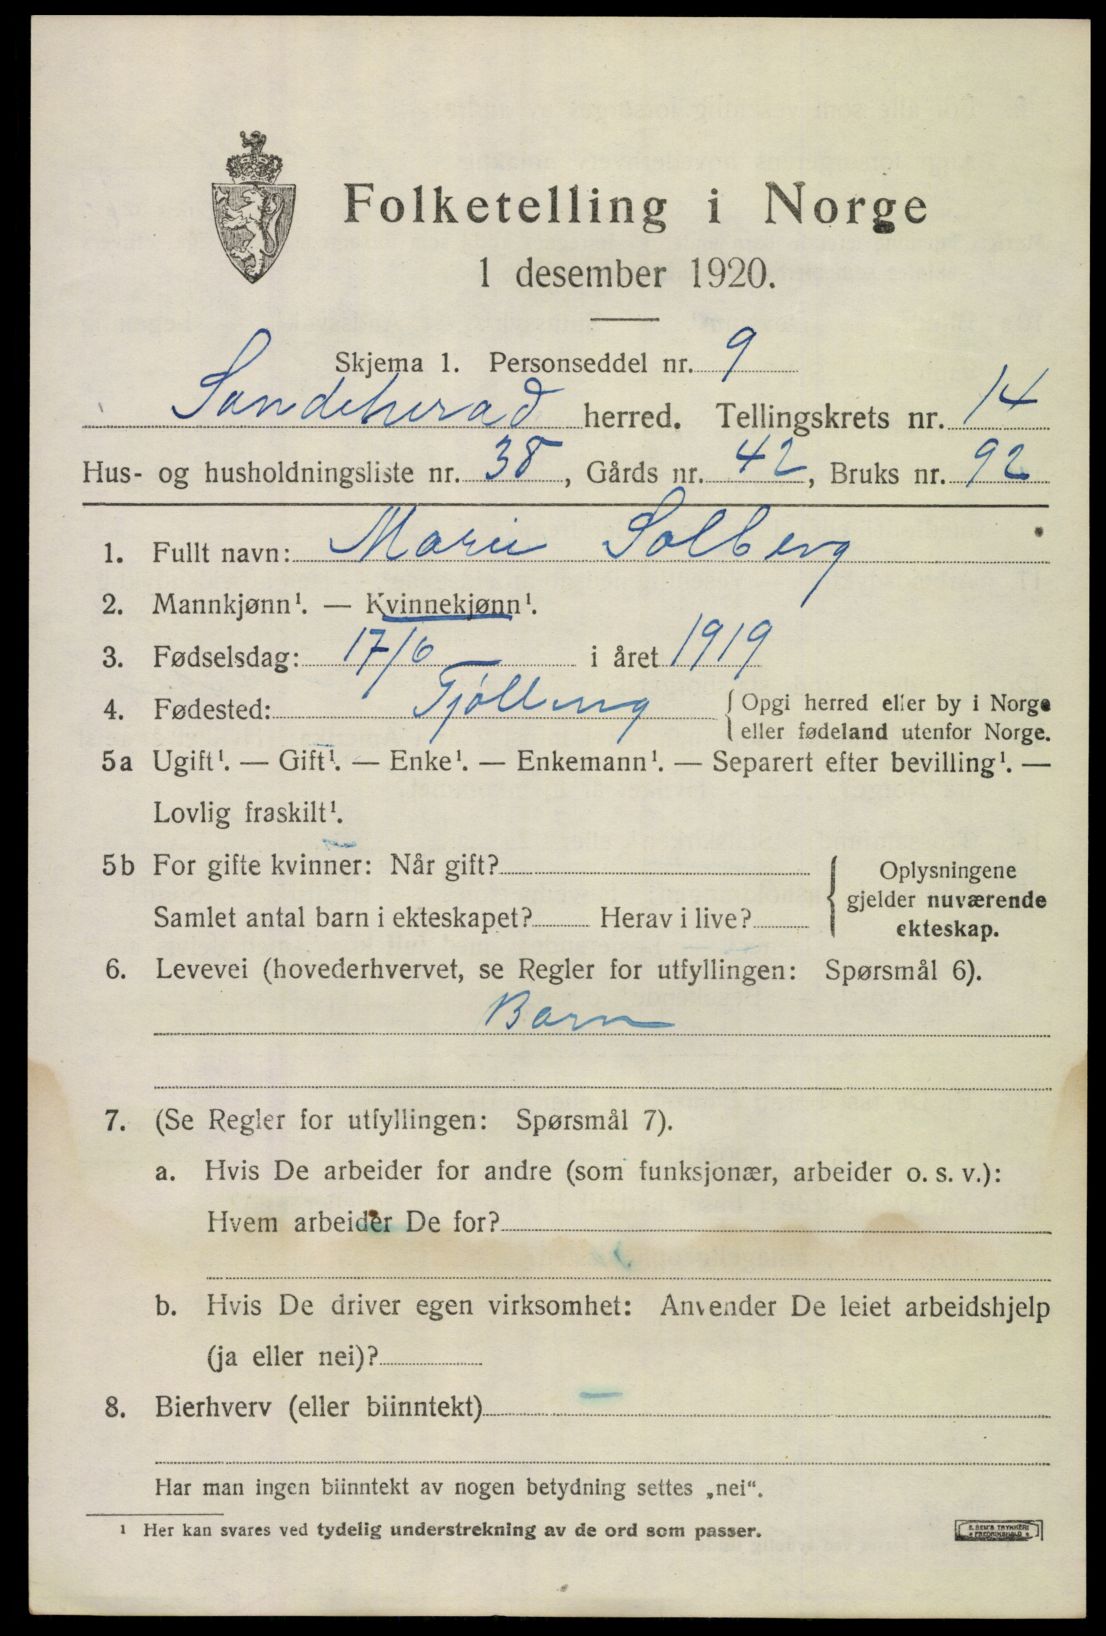 Folketelling i Norge
1 desember 1920.
Skjema 1. Personseddel nr. 9
Sandeherad herred. Tellingskrets nr. 14
Hus- og husholdningsliste nr. 38, Gårds nr. 42, Bruks nr. 92
1. Fullt navn: Marie Solberg
2. Mannkjønn¹. — Kvinnekjønn¹.
3. Fødselsdag: 17/6 i året 1919
4. Fødested: Tjølling { Opgi herred eller by i Norge
eller fødeland utenfor Norge.
5a Ugift¹. — Gift¹. — Enke¹. — Enkemann¹. — Separert efter bevilling¹. —
Lovlig fraskilt¹.
5b For gifte kvinner: Når gift?
Samlet antal barn i ekteskapet? Herav i live?
{ Oplysningene
gjelder nuværende
ekteskap.
6. Levevei (hovederhvervet, se Regler for utfyllingen: Spørsmål 6).
Barn
7. (Se Regler for utfyllingen: Spørsmål 7).
a. Hvis De arbeider for andre (som funksjonær, arbeider o. s. v.):
Hvem arbeider De for?
b. Hvis De driver egen virksomhet: Anvender De leiet arbeidshjelp
(ja eller nei)?
8. Bierhverv (eller biinntekt) —
Har man ingen biinntekt av nogen betydning settes „nei“.
¹ Her kan svares ved tydelig understrekning av de ord som passer.